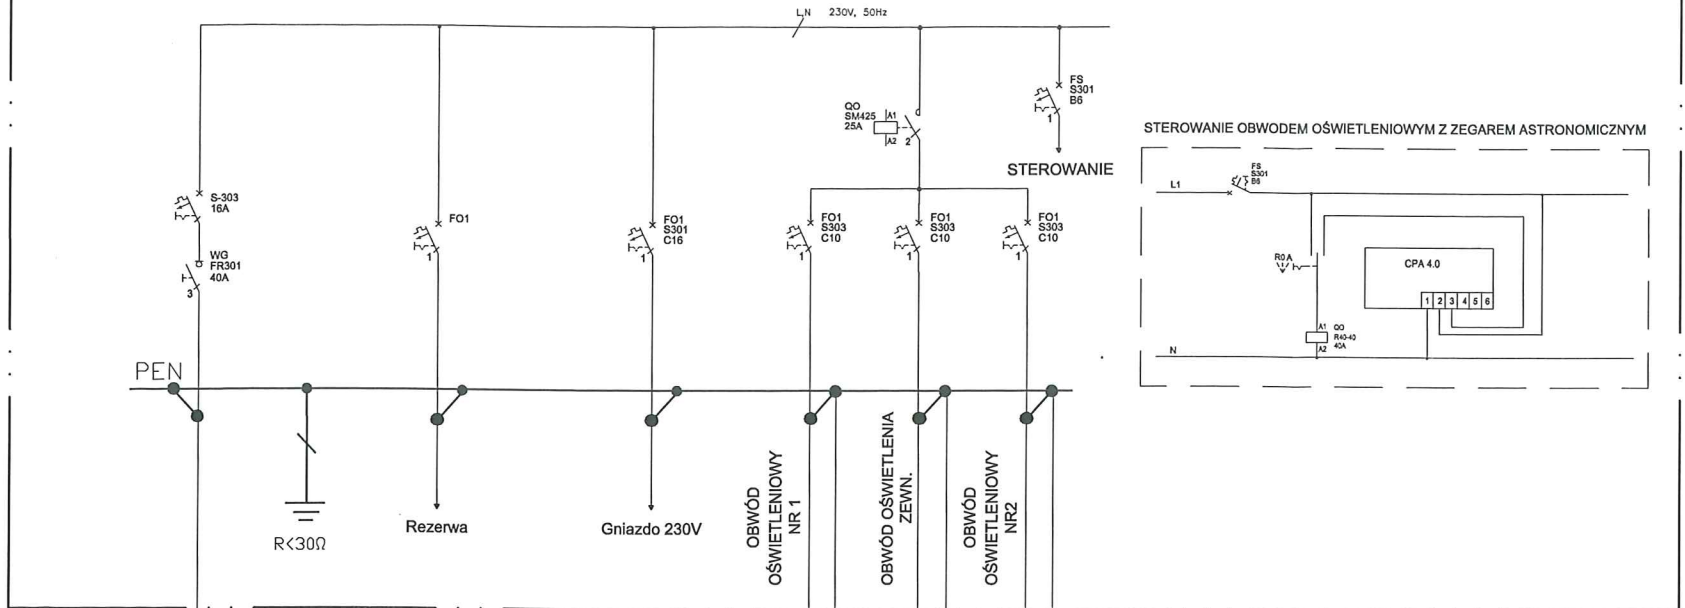 L,N 230V, 50Hz
S-303
16A
WG
FR301
40A
3
FO1
1
FO1
S301
C16
1
QO
SM425
25A
A1
A2
2
FS
S301
B6
1
STEROWANIE
FO1
S303
C10
1
FO1
S303
C10
1
FO1
S303
C10
1
PEN
R<30Ω
Rezerwa
Gniazdo 230V
OBWÓD
OŚWIETLENIOWY
NR 1
OBWÓD OŚWIETLENIA
ZEWN.
OBWÓD
OŚWIETLENIOWY
NR2
STEROWANIE OBWODEM OŚWIETLENIOWYM Z ZEGAREM ASTRONOMICZNYM
L1
FS
S301
B6
R0A
CPA 4.0
1 2 3 4 5 6
A1
A2
QO
R40-40
40A
N